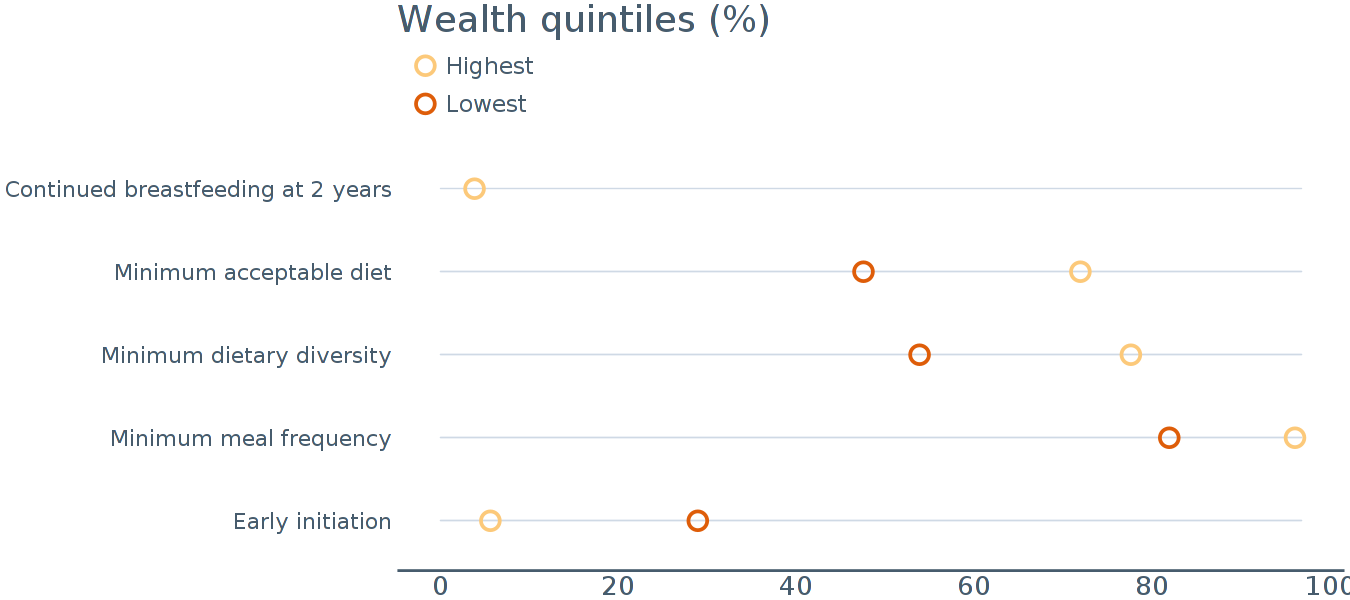 Wealth quintiles (%)
Highest
Lowest
Continued breastfeeding at 2 years
Minimum acceptable diet
Minimum dietary diversity
Minimum meal frequency
Early initiation
0 20 40 60 80 100